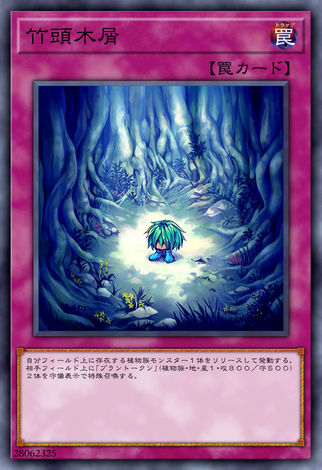 竹頭木屑
トラップ
罠
【罠カード】
自分フィールド上に存在する植物族モンスター1体をリリースして発動する。
相手フィールド上に「プラントークン」(植物族・地・星1・攻800/守500)
2体を守備表示で特殊召喚する。
28062325